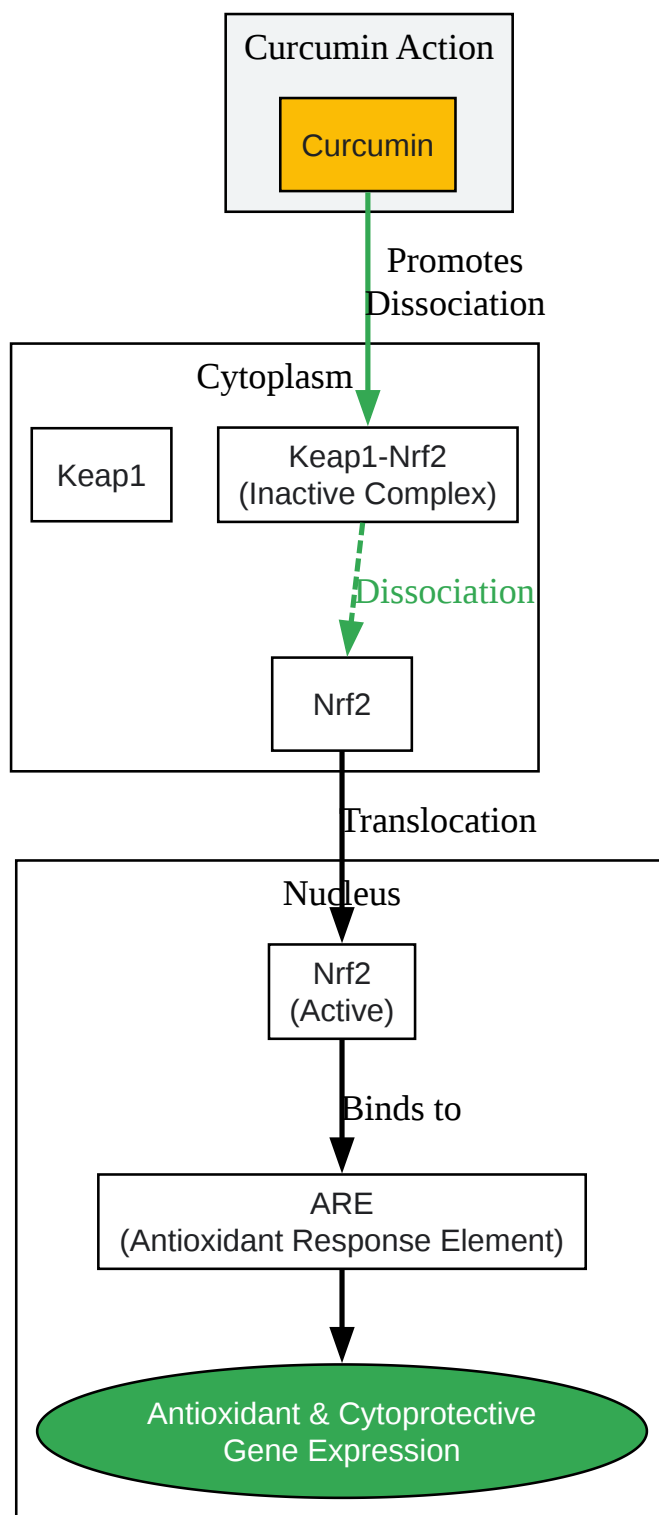 Curcumin Action
Curcumin
Promotes
Dissociation
Cytoplasm
Keap1
Keap1-Nrf2
(Inactive Complex)
Dissociation
Nrf2
Translocation
Nucleus
Nrf2
(Active)
Binds to
ARE
(Antioxidant Response Element)
Antioxidant & Cytoprotective
Gene Expression